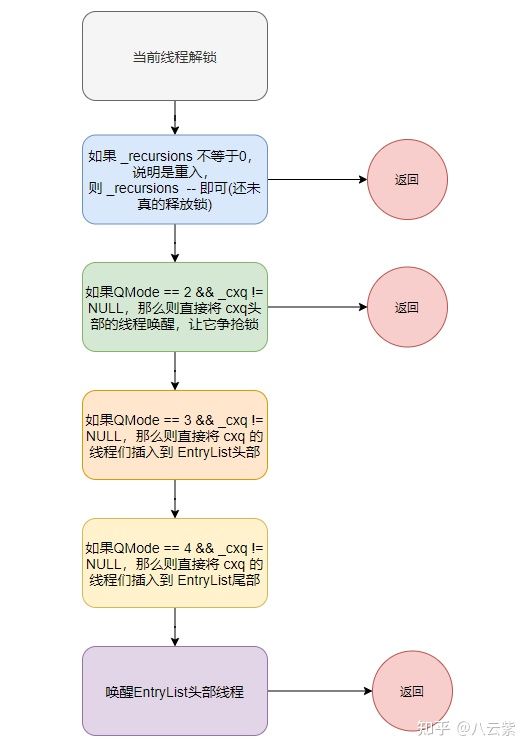 当前线程解锁
如果 _recursions 不等于0，
说明是重入，
则 _recursions -- 即可(还未
真的释放锁)
返回
如果QMode == 2 && _cxq !=
NULL，那么则直接将 cxq头
部的线程唤醒，让它争抢锁
返回
如果QMode == 3 && _cxq !=
NULL，那么则直接将 cxq 的
线程们插入到 EntryList头部
如果QMode == 4 && _cxq !=
NULL，那么则直接将 cxq 的
线程们插入到 EntryList尾部
唤醒EntryList头部线程
返回
知乎 @八云紫